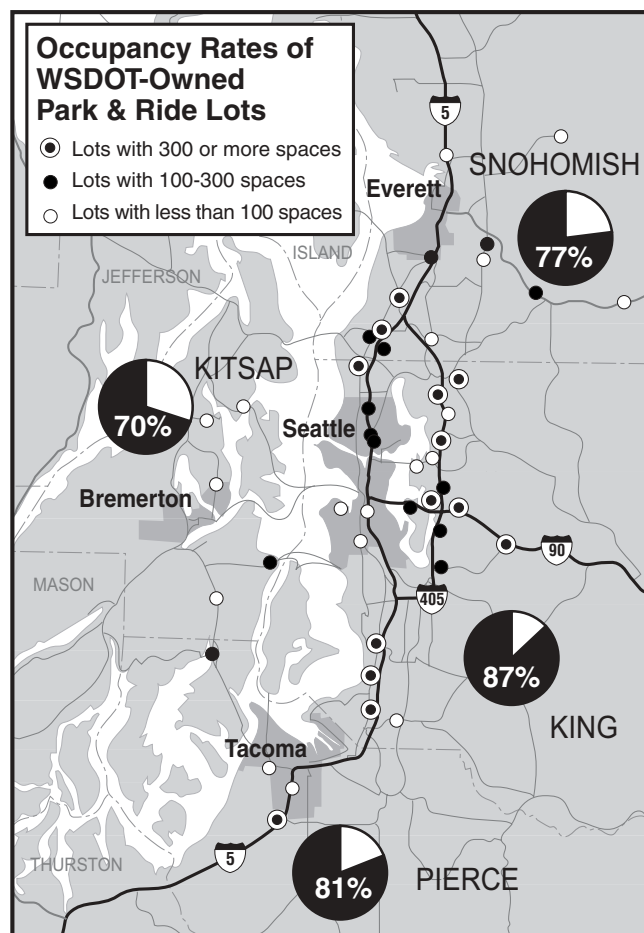 Occupancy Rates of
WSDOT-Owned
Park & Ride Lots
Lots with 300 or more spaces
Lots with 100-300 spaces
Lots with less than 100 spaces
5
SNOHOMISH
Everett
77%
ISLAND
JEFFERSON
KITSAP
70%
Seattle
Bremerton
90
MASON
405
87%
KING
Tacoma
5
THURSTON
81%
PIERCE